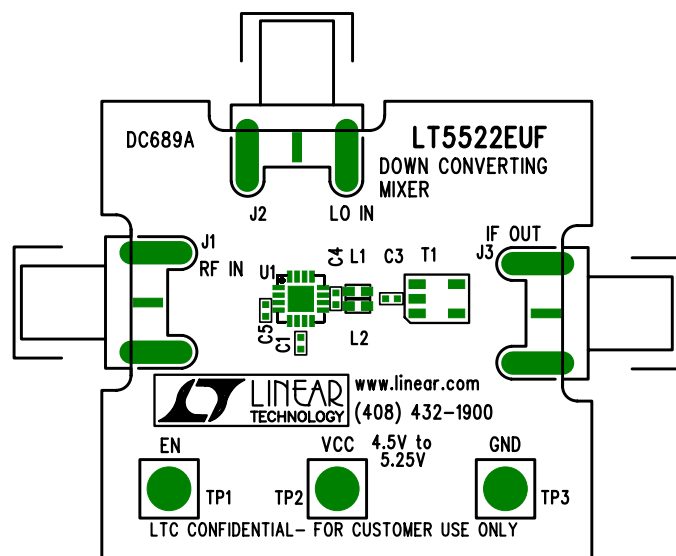 DC689A
LT5522EUF
DOWN CONVERTING
MIXER
J2
LO IN
J1
RF IN
IF OUT
J3
U1
C4
L1
C3
T1
C5
C1
L2
LT LINEAR
TECHNOLOGY
www.linear.com
(408) 432-1900
EN
VCC
4.5V to
5.25V
GND
TP1
TP2
TP3
LTC CONFIDENTIAL- FOR CUSTOMER USE ONLY